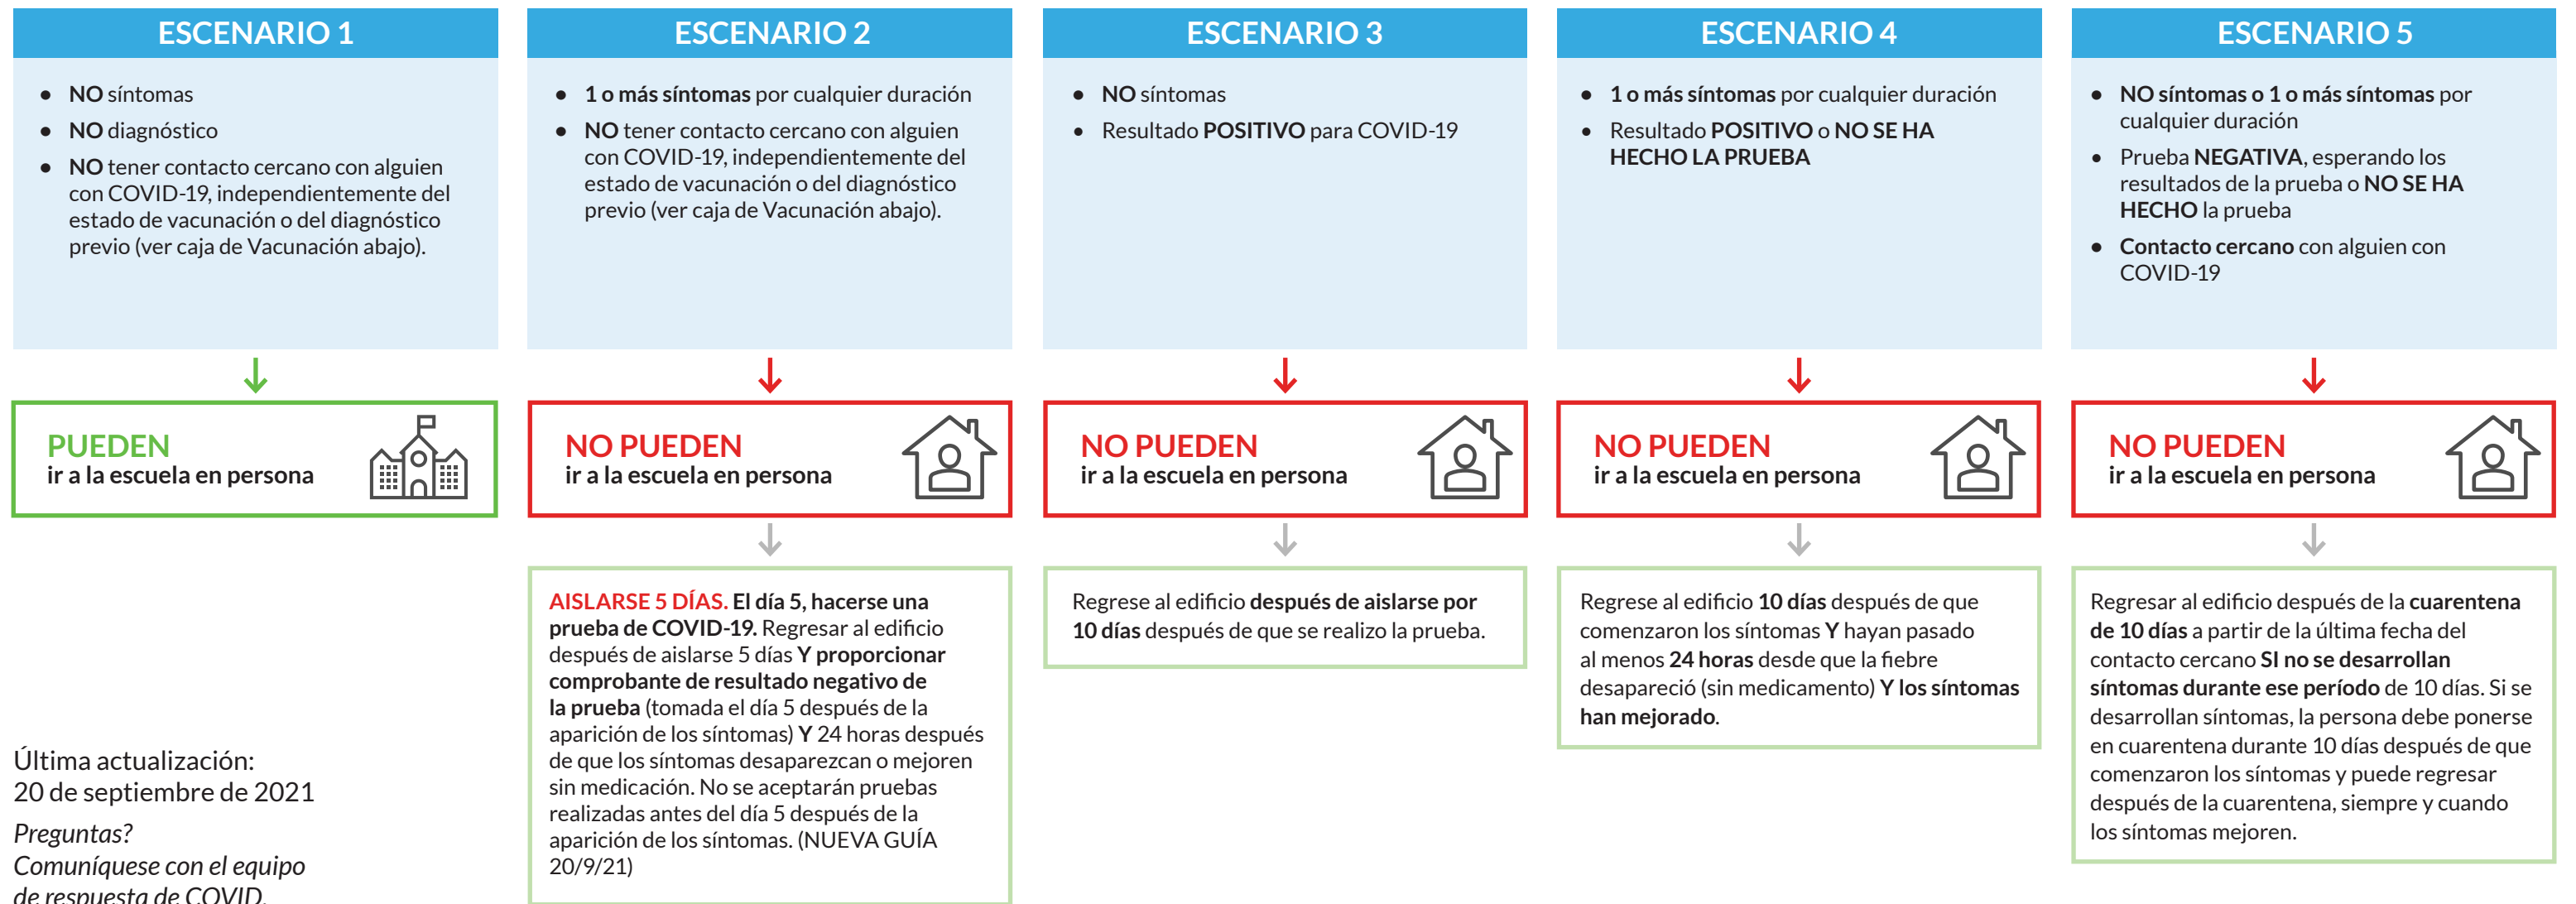 ESCENARIO 1
● NO síntomas
● NO diagnóstico
● NO tener contacto cercano con alguien
con COVID-19, independientemente del
estado de vacunación o del diagnóstico
previo (ver caja de Vacunación abajo).
PUEDEN
ir a la escuela en persona
ESCENARIO 2
● 1 o más síntomas por cualquier duración
● NO tener contacto cercano con alguien
con COVID-19, independientemente del
estado de vacunación o del diagnóstico
previo (ver caja de Vacunación abajo).
NO PUEDEN
ir a la escuela en persona
AISLARSE 5 DÍAS. El día 5, hacerse una
prueba de COVID-19. Regresar al edificio
después de aislarse 5 días Y proporcionar
comprobante de resultado negativo de
la prueba (tomada el día 5 después de la
aparición de los síntomas) Y 24 horas después
de que los síntomas desaparezcan o mejoren
sin medicación. No se aceptarán pruebas
realizadas antes del día 5 después de la
aparición de los síntomas. (NUEVA GUÍA
20/9/21)
ESCENARIO 3
● NO síntomas
• Resultado POSITIVO para COVID-19
NO PUEDEN
ir a la escuela en persona
Regrese al edificio después de aislarse por
10 días después de que se realizo la prueba.
ESCENARIO 4
● 1 o más síntomas por cualquier duración
• Resultado POSITIVO o NO SE HA
HECHO LA PRUEBA
NO PUEDEN
ir a la escuela en persona
Regrese al edificio 10 días después de que
comenzaron los síntomas Y hayan pasado
al menos 24 horas desde que la fiebre
desapareció (sin medicamento) Y los síntomas
han mejorado.
ESCENARIO 5
● NO síntomas o 1 o más síntomas por
cualquier duración
• Prueba NEGATIVA, esperando los
resultados de la prueba o NO SE HA
HECHO la prueba
● Contacto cercano con alguien con
COVID-19
NO PUEDEN
ir a la escuela en persona
Regresar al edificio después de la cuarentena
de 10 días a partir de la última fecha del
contacto cercano SI no se desarrollan
síntomas durante ese período de 10 días. Si se
desarrollan síntomas, la persona debe ponerse
en cuarentena durante 10 días después de que
comenzaron los síntomas y puede regresar
después de la cuarentena, siempre y cuando
los síntomas mejoren.
Última actualización:
20 de septiembre de 2021
Preguntas?
Comuníquese con el equipo
de respuesta de COVID.